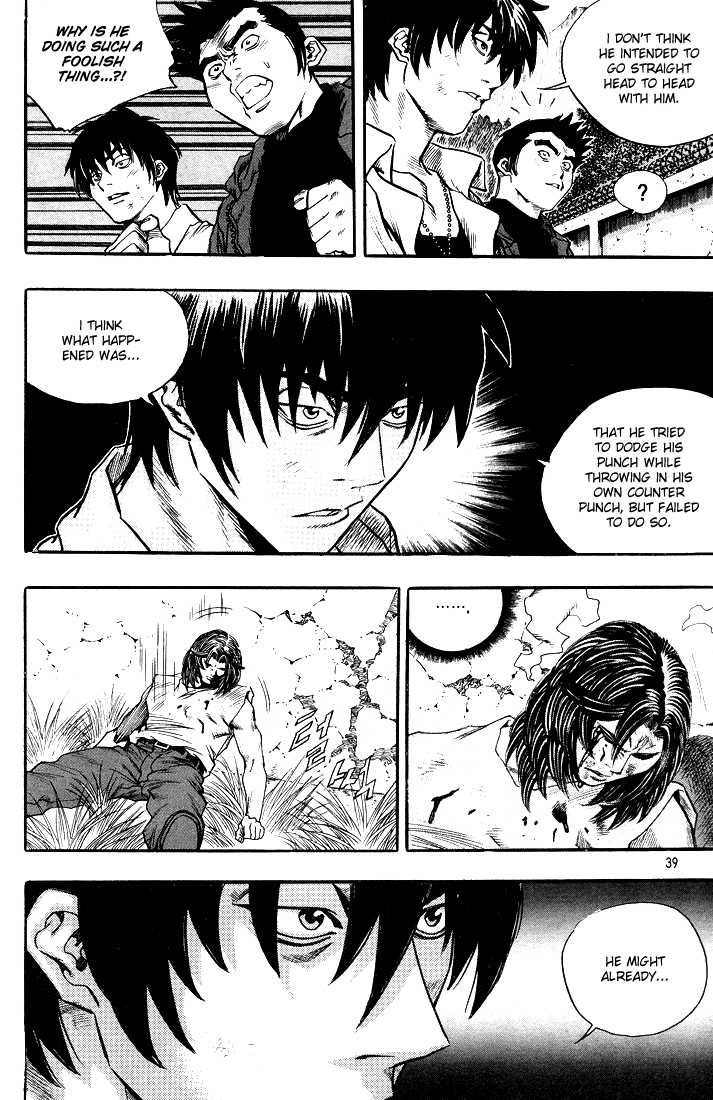 WHY IS HE
DOING SUCH A
FOOLISH
THING...?!
I DON'T THINK
HE INTENDED TO
GO STRAIGHT
HEAD TO HEAD
WITH HIM.
?
I THINK
WHAT HAPP-
ENED WAS...
THAT HE TRIED
TO DODGE HIS
PUNCH WHILE
THROWING IN HIS
OWN COUNTER
PUNCH, BUT FAILED
TO DO SO.
.......
39
HE MIGHT
ALREADY...